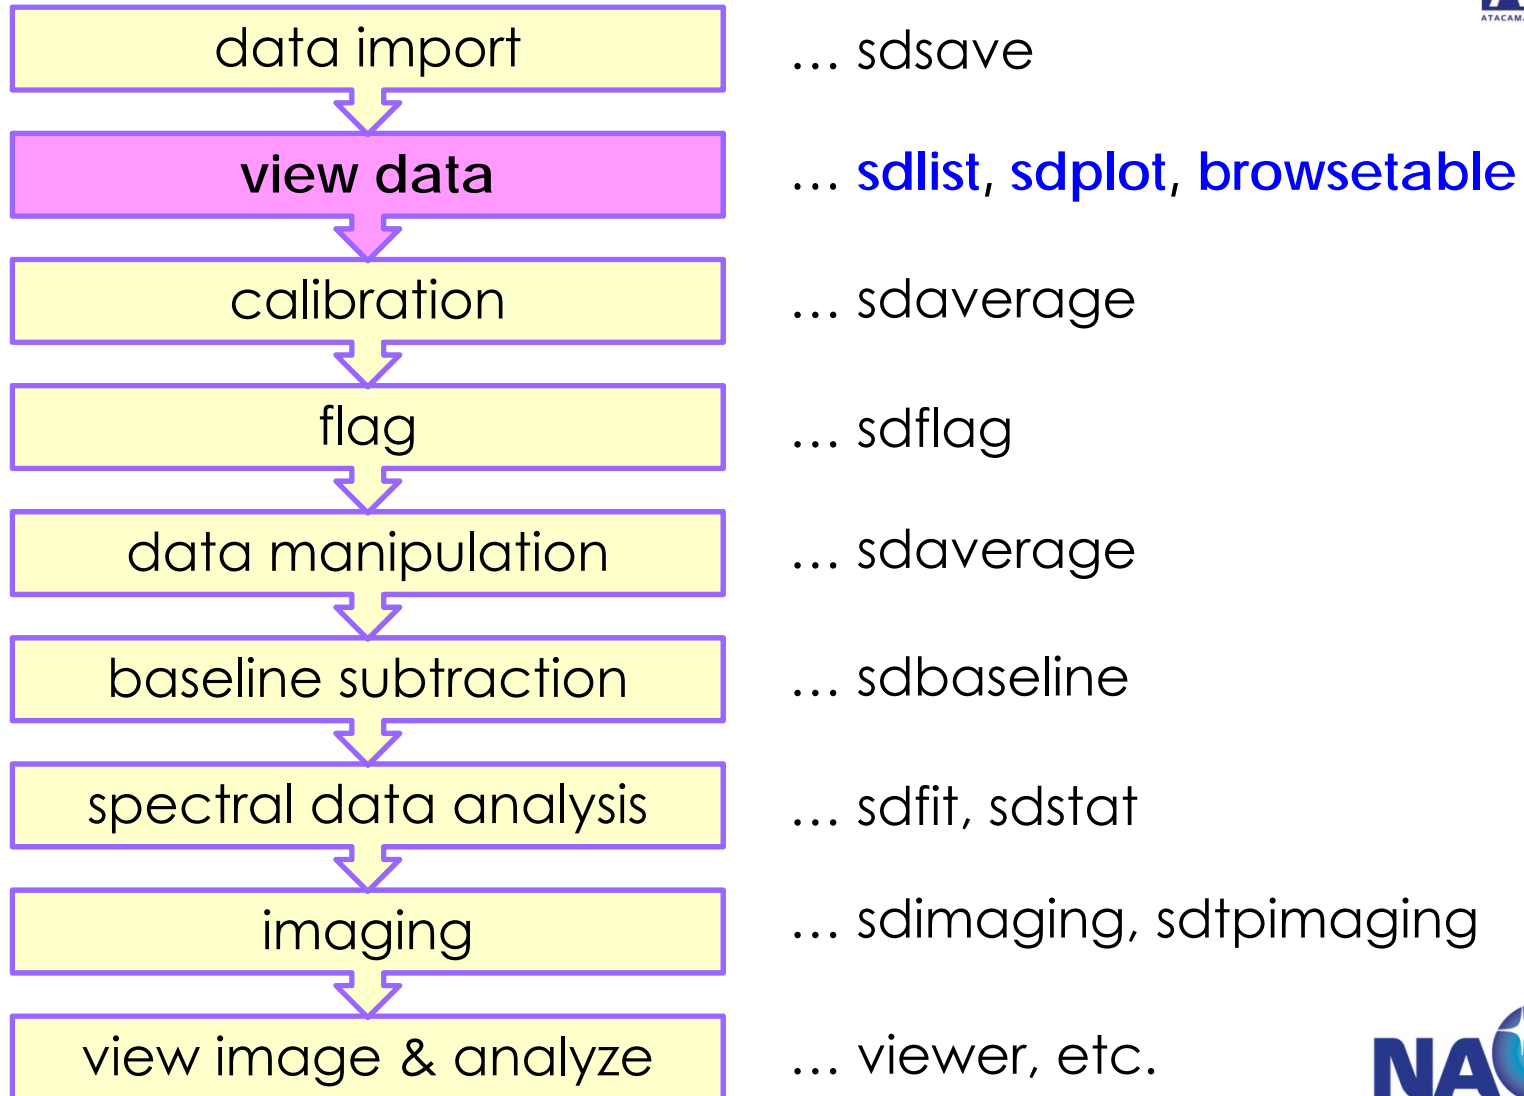 data import ... sdsave
view data ... sdlist, sdplot, browsetable
calibration ... sdaverage
flag ... sdflag
data manipulation ... sdaverage
baseline subtraction ... sdbaseline
spectral data analysis ... sdfit, sdstat
imaging ... sdimaging, sdtpimaging
view image & analyze ... viewer, etc.